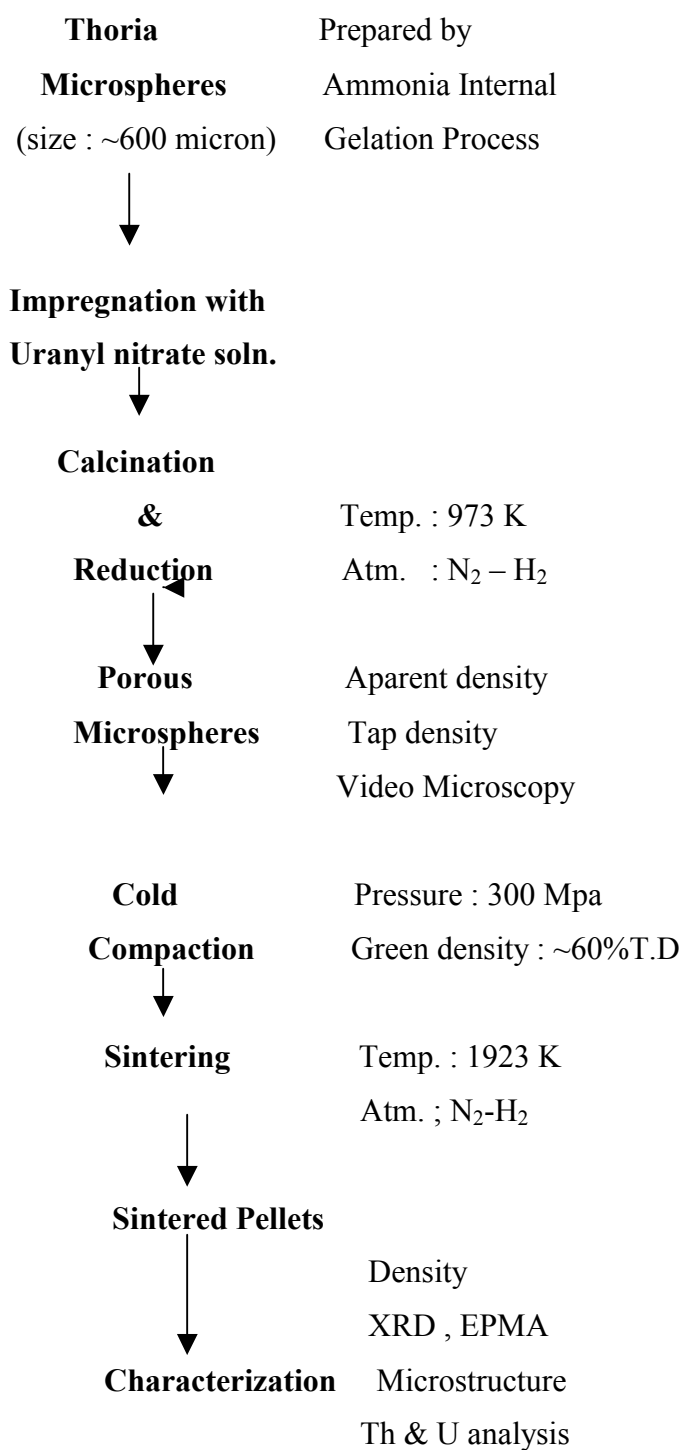 Thoria Prepared by
Microspheres Ammonia Internal
(size : ~600 micron) Gelation Process
Impregnation with
Uranyl nitrate soln.
Calcination
& Temp. : 973 K
Reduction Atm. : N₂ – H₂
Porous Aparent density
Microspheres Tap density
Video Microscopy
Cold Pressure : 300 Mpa
Compaction Green density : ~60%T.D
Sintering Temp. : 1923 K
Atm. ; N₂-H₂
Sintered Pellets
Density
XRD , EPMA
Characterization Microstructure
Th & U analysis